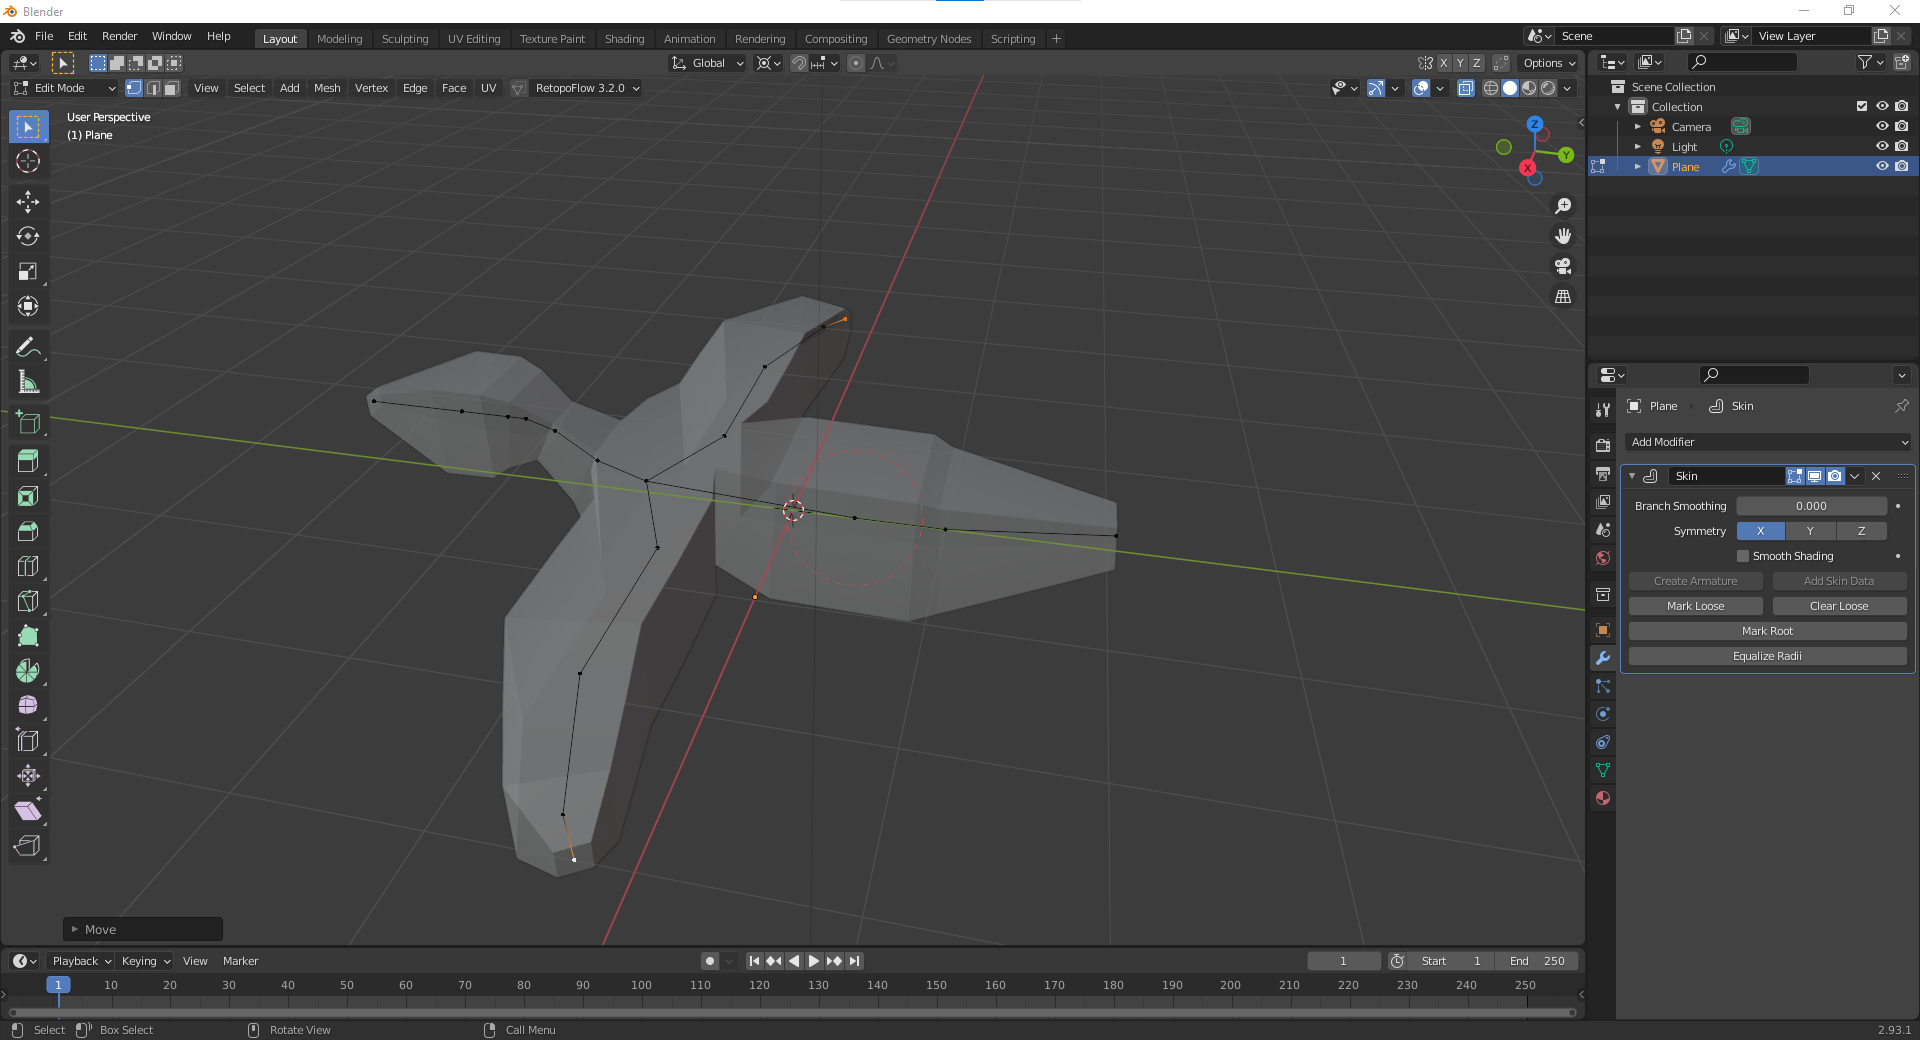 Blender
File Edit Render Window Help
Layout Modeling Sculpting UV Editing Texture Paint Shading Animation Rendering Compositing Geometry Nodes Scripting +
Scene
View Layer
Global
X Y Z
Options
Edit Mode
View Select Add Mesh Vertex Edge Face UV
RetopoFlow 3.2.0
User Perspective
(1) Plane
Z
Y
X
Scene Collection
Collection
Camera
Light
Plane
Plane
Skin
Add Modifier
Skin
Branch Smoothing 0.000
Symmetry X Y Z
Smooth Shading
Create Armature Add Skin Data
Mark Loose Clear Loose
Mark Root
Equalize Radii
Move
Playback Keying View Marker
1
Start 1
End 250
1 10 20 30 40 50 60 70 80 90 100 110 120 130 140 150 160 170 180 190 200 210 220 230 240 250
Select Box Select Rotate View Call Menu
2.93.1